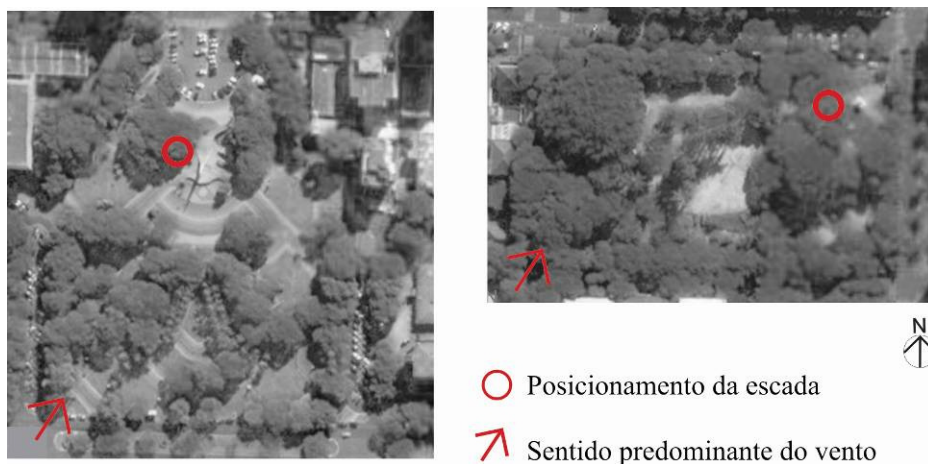 N
Posicionamento da escada
Sentido predominante do vento